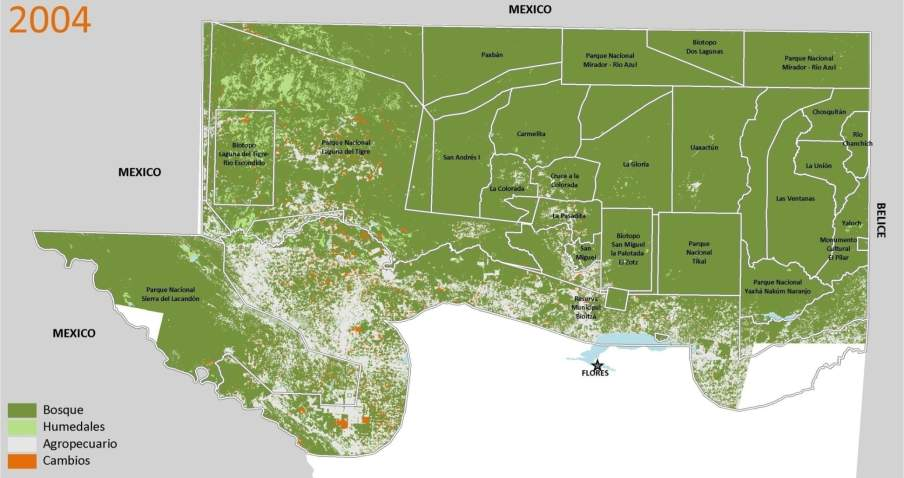 2004
MEXICO
Paxbán
Parque Nacional
Mirador - Río Azul
Biotopo
Dos Lagunas
Parque Nacional
Mirador - Río Azul
Biotopo
Laguna del Tigre-
Río Escondido
Parque Nacional
Laguna del Tigre
San Andrés I
Carmelita
La Colorada
Cruce a la
Colorada
La Gloria
Uaxactún
Chosquitán
Río
Chanchich
La Unión
Las Ventanas
MEXICO
La Pasadita
San
Miguel
Biotopo
San Miguel
la Palotada
El Zotz
Parque
Nacional
Tikal
Yaloch
Monumento
Cultural
El Pilar
BELICE
Parque Nacional
Yaxhá Nakúm Naranjo
Parque Nacional
Sierra del Lacandón
Reserva
Municipal
Bioitzá
MEXICO
FLORES
Bosque
Humedales
Agropecuario
Cambios